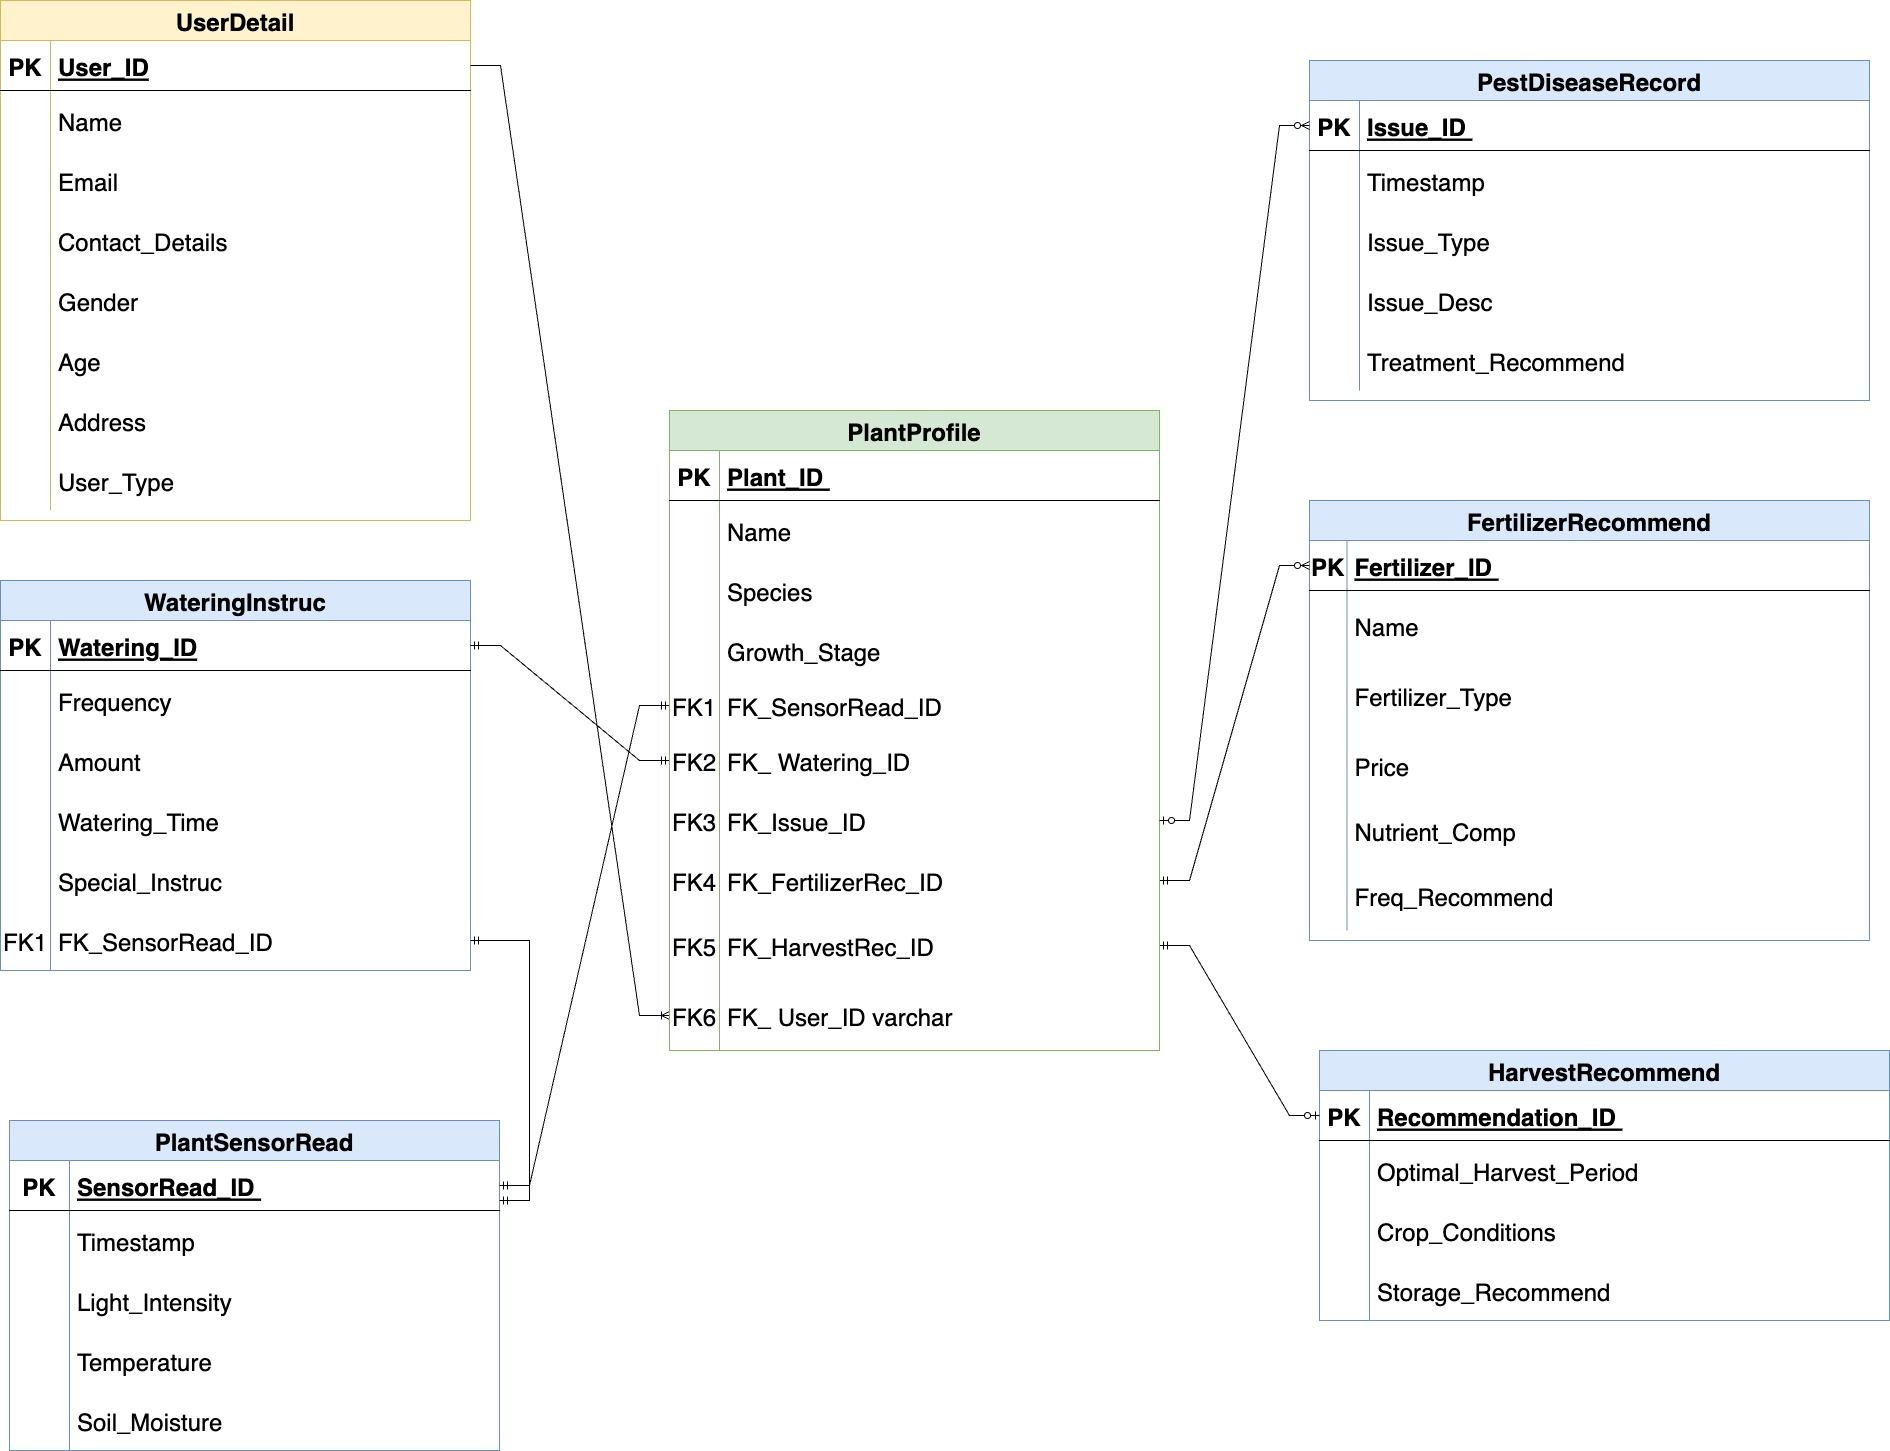 UserDetail
PK User_ID
Name
Email
Contact_Details
Gender
Age
Address
User_Type
WateringInstruc
PK Watering_ID
Frequency
Amount
Watering_Time
Special_Instruc
FK1 FK_SensorRead_ID
PlantSensorRead
PK SensorRead_ID
Timestamp
Light_Intensity
Temperature
Soil_Moisture
PlantProfile
PK Plant_ID
Name
Species
Growth_Stage
FK1 FK_SensorRead_ID
FK2 FK_ Watering_ID
FK3 FK_Issue_ID
FK4 FK_FertilizerRec_ID
FK5 FK_HarvestRec_ID
FK6 FK_ User_ID varchar
PestDiseaseRecord
PK Issue_ID
Timestamp
Issue_Type
Issue_Desc
Treatment_Recommend
FertilizerRecommend
PK Fertilizer_ID
Name
Fertilizer_Type
Price
Nutrient_Comp
Freq_Recommend
HarvestRecommend
PK Recommendation_ID
Optimal_Harvest_Period
Crop_Conditions
Storage_Recommend